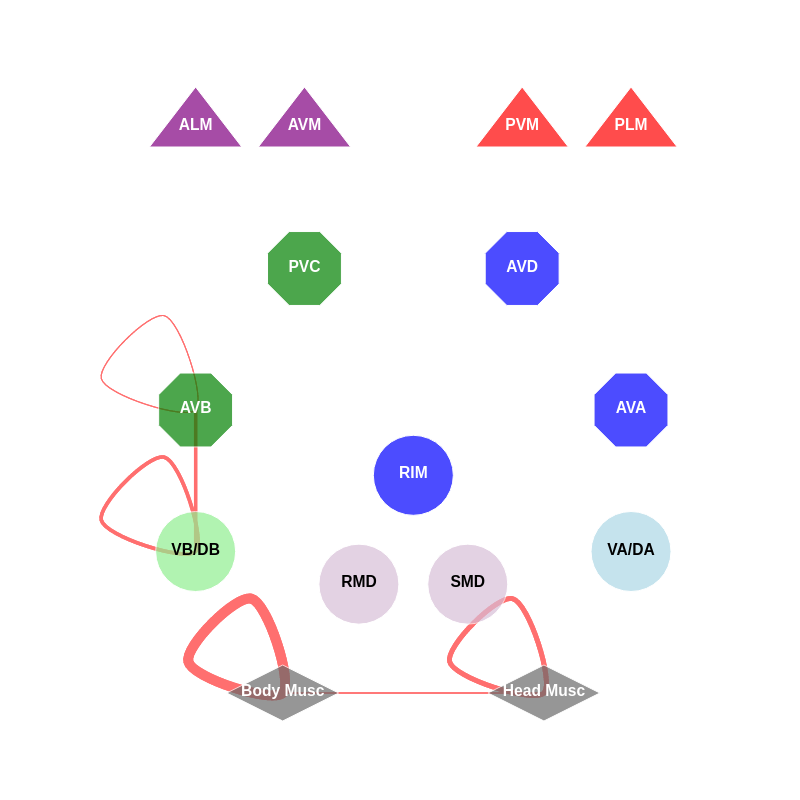 ALM
AVM
PVM
PLM
PVC
AVD
AVB
AVA
RIM
VB/DB
RMD
SMD
VA/DA
Body Musc
Head Musc